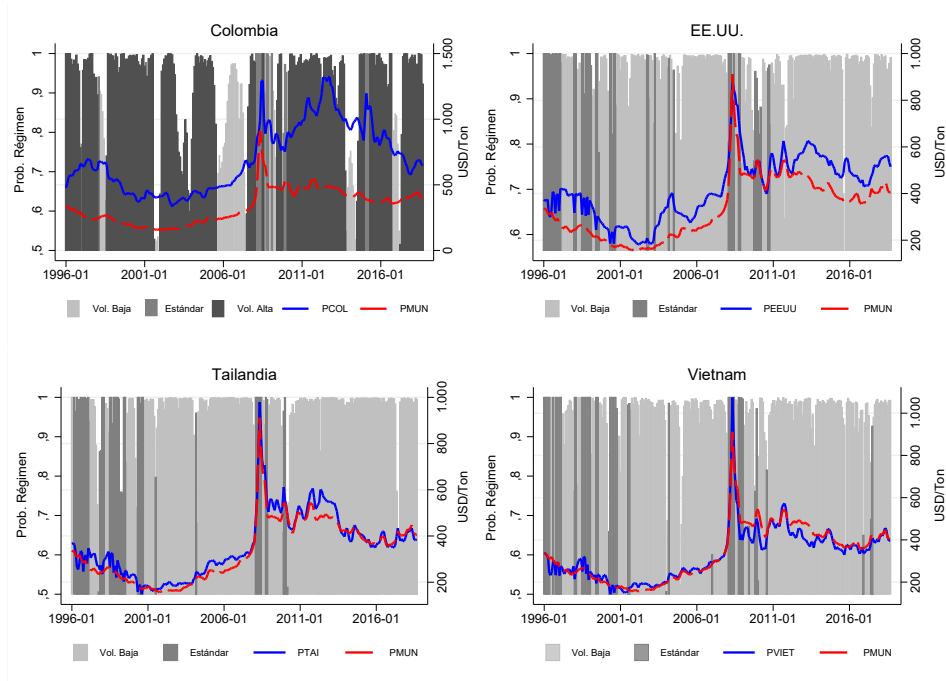 Colombia
Prob. Régimen
1
,9
,8
,7
,6
,5
1.500
1.000
500
0
USD/Ton
1996-01 2001-01 2006-01 2011-01 2016-01
Vol. Baja Estándar Vol. Alta PCOL PMUN
EE.UU.
Prob. Régimen
1
,9
,8
,7
,6
1.000
800
600
400
200
USD/Ton
1996-01 2001-01 2006-01 2011-01 2016-01
Vol. Baja Estándar PEEUU PMUN
Tailandia
Prob. Régimen
1
,9
,8
,7
,6
,5
1.000
800
600
400
200
USD/Ton
1996-01 2001-01 2006-01 2011-01 2016-01
Vol. Baja Estándar PTAI PMUN
Vietnam
Prob. Régimen
1
,9
,8
,7
,6
,5
1.000
800
600
400
200
USD/Ton
1996-01 2001-01 2006-01 2011-01 2016-01
Vol. Baja Estándar PVIET PMUN